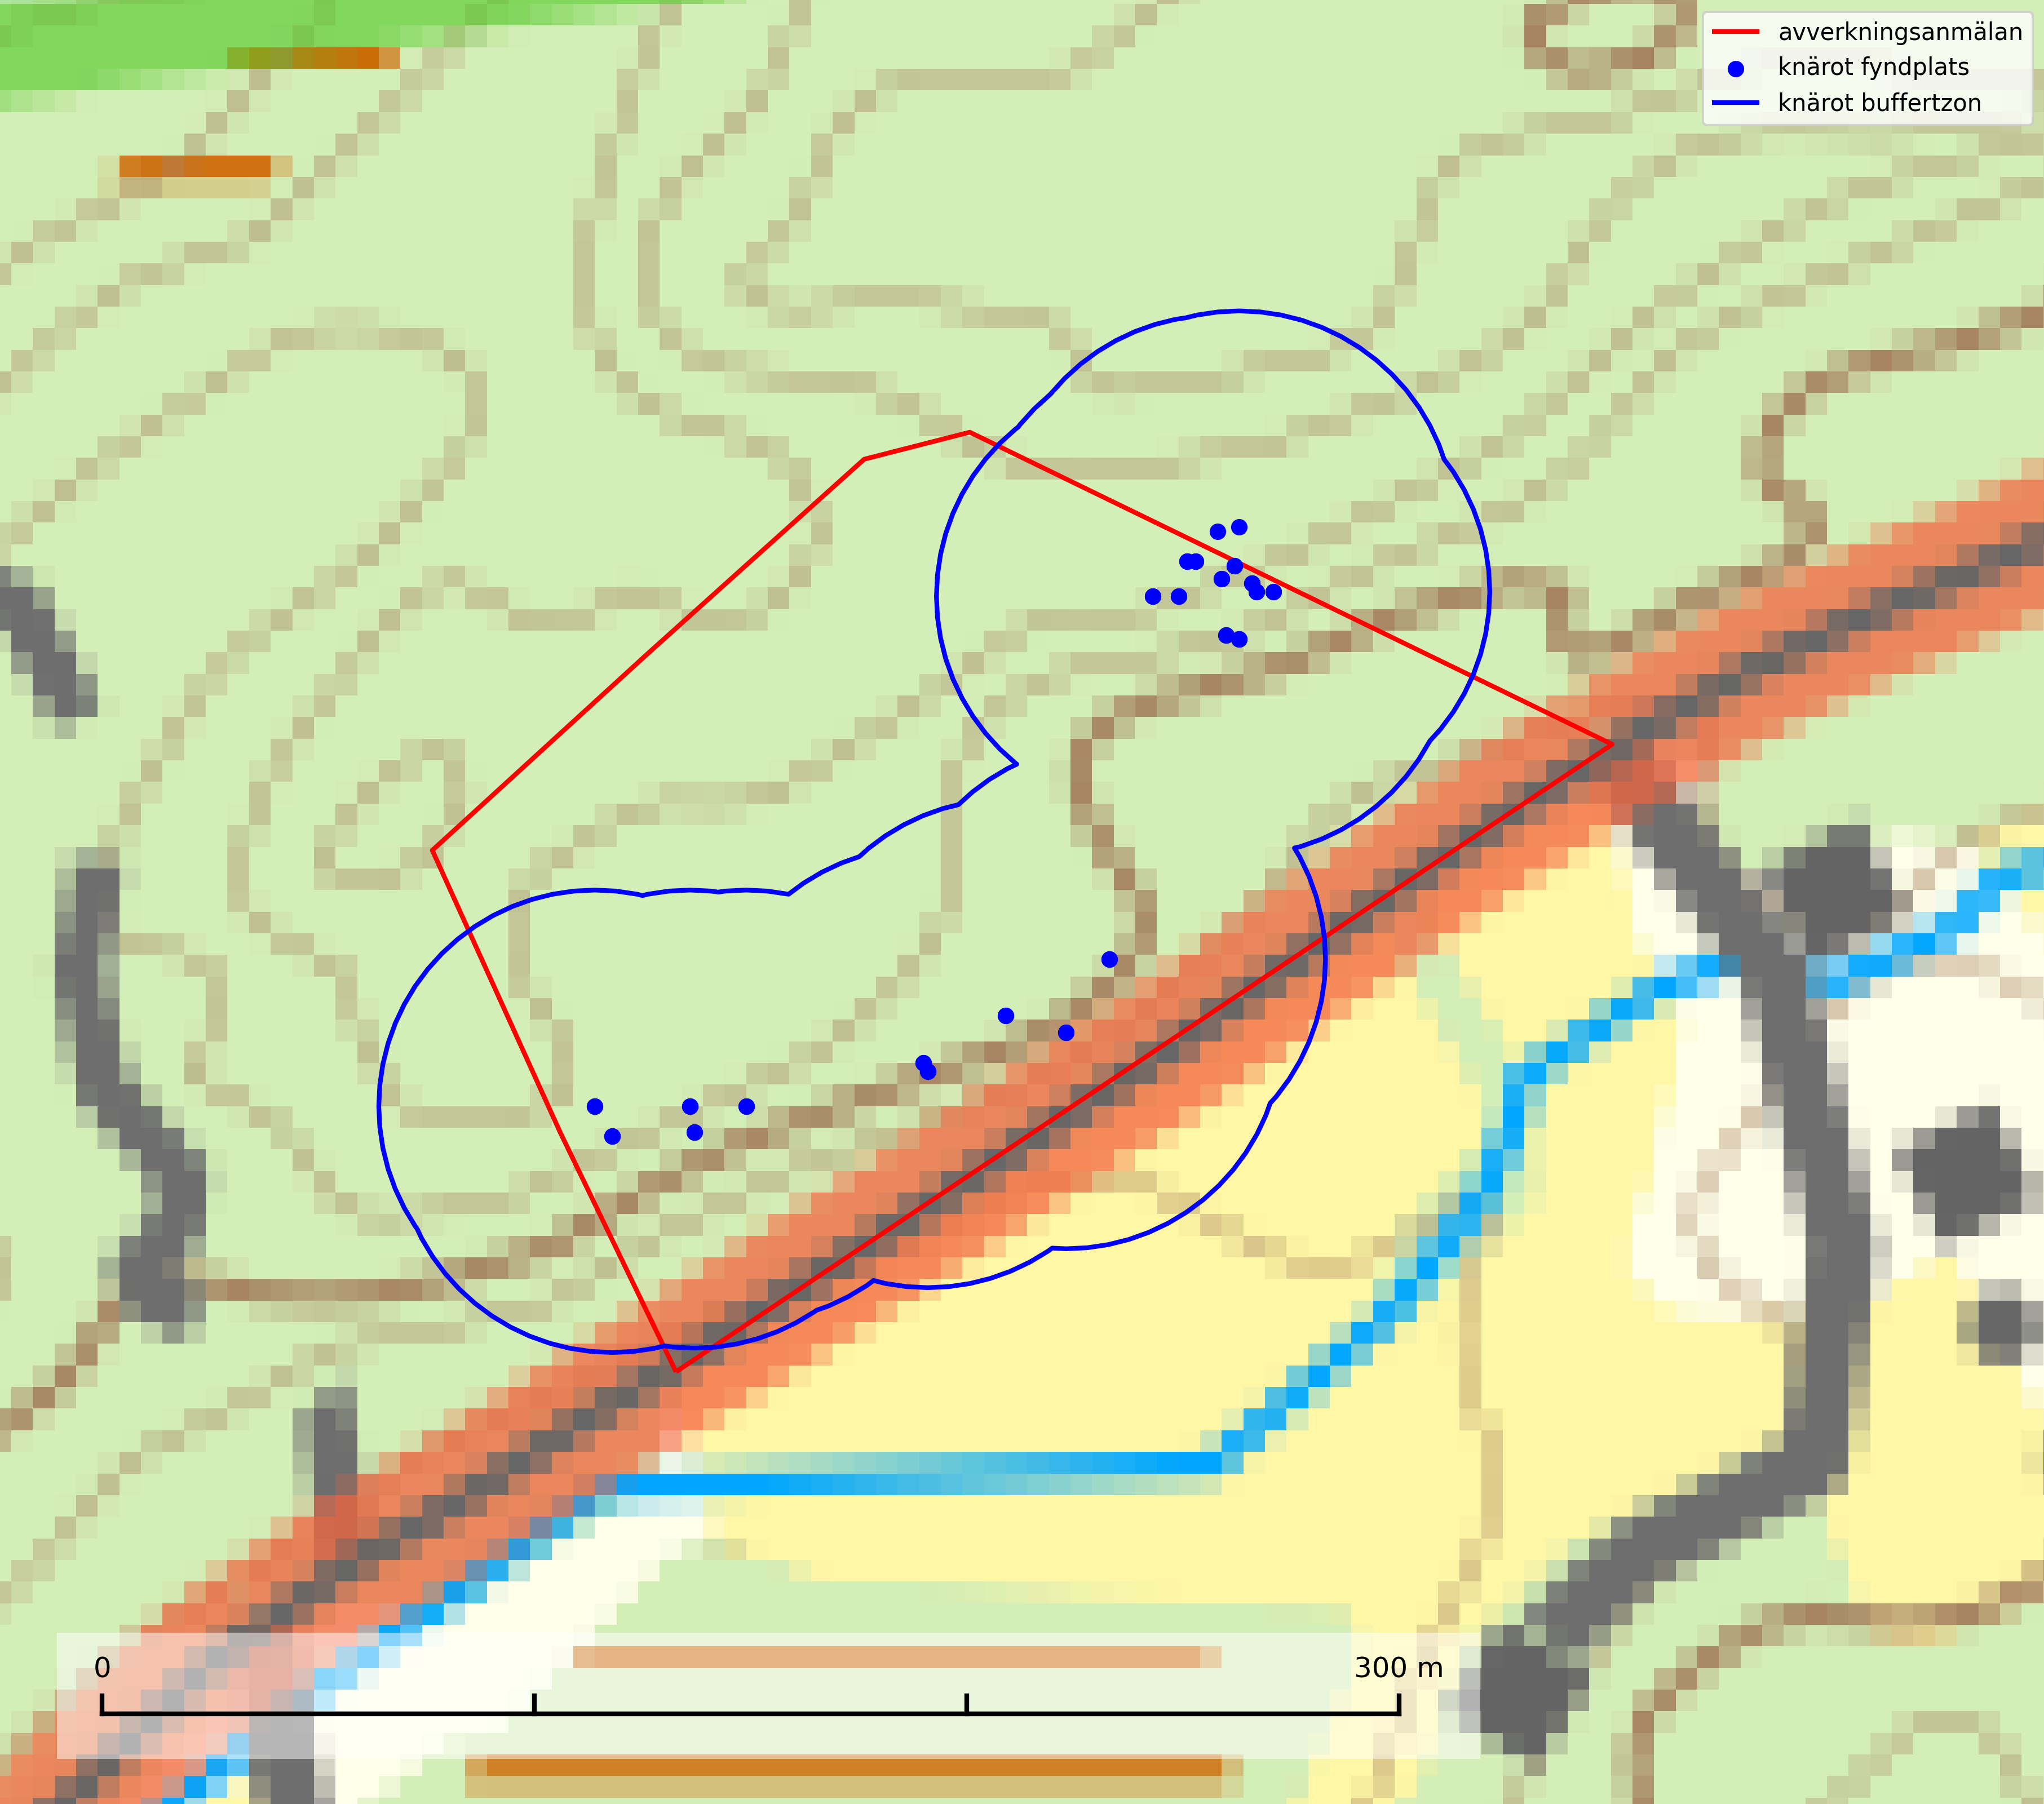 avverkningsanmälan
knärot fyndplats
knärot buffertzon
0 300 m